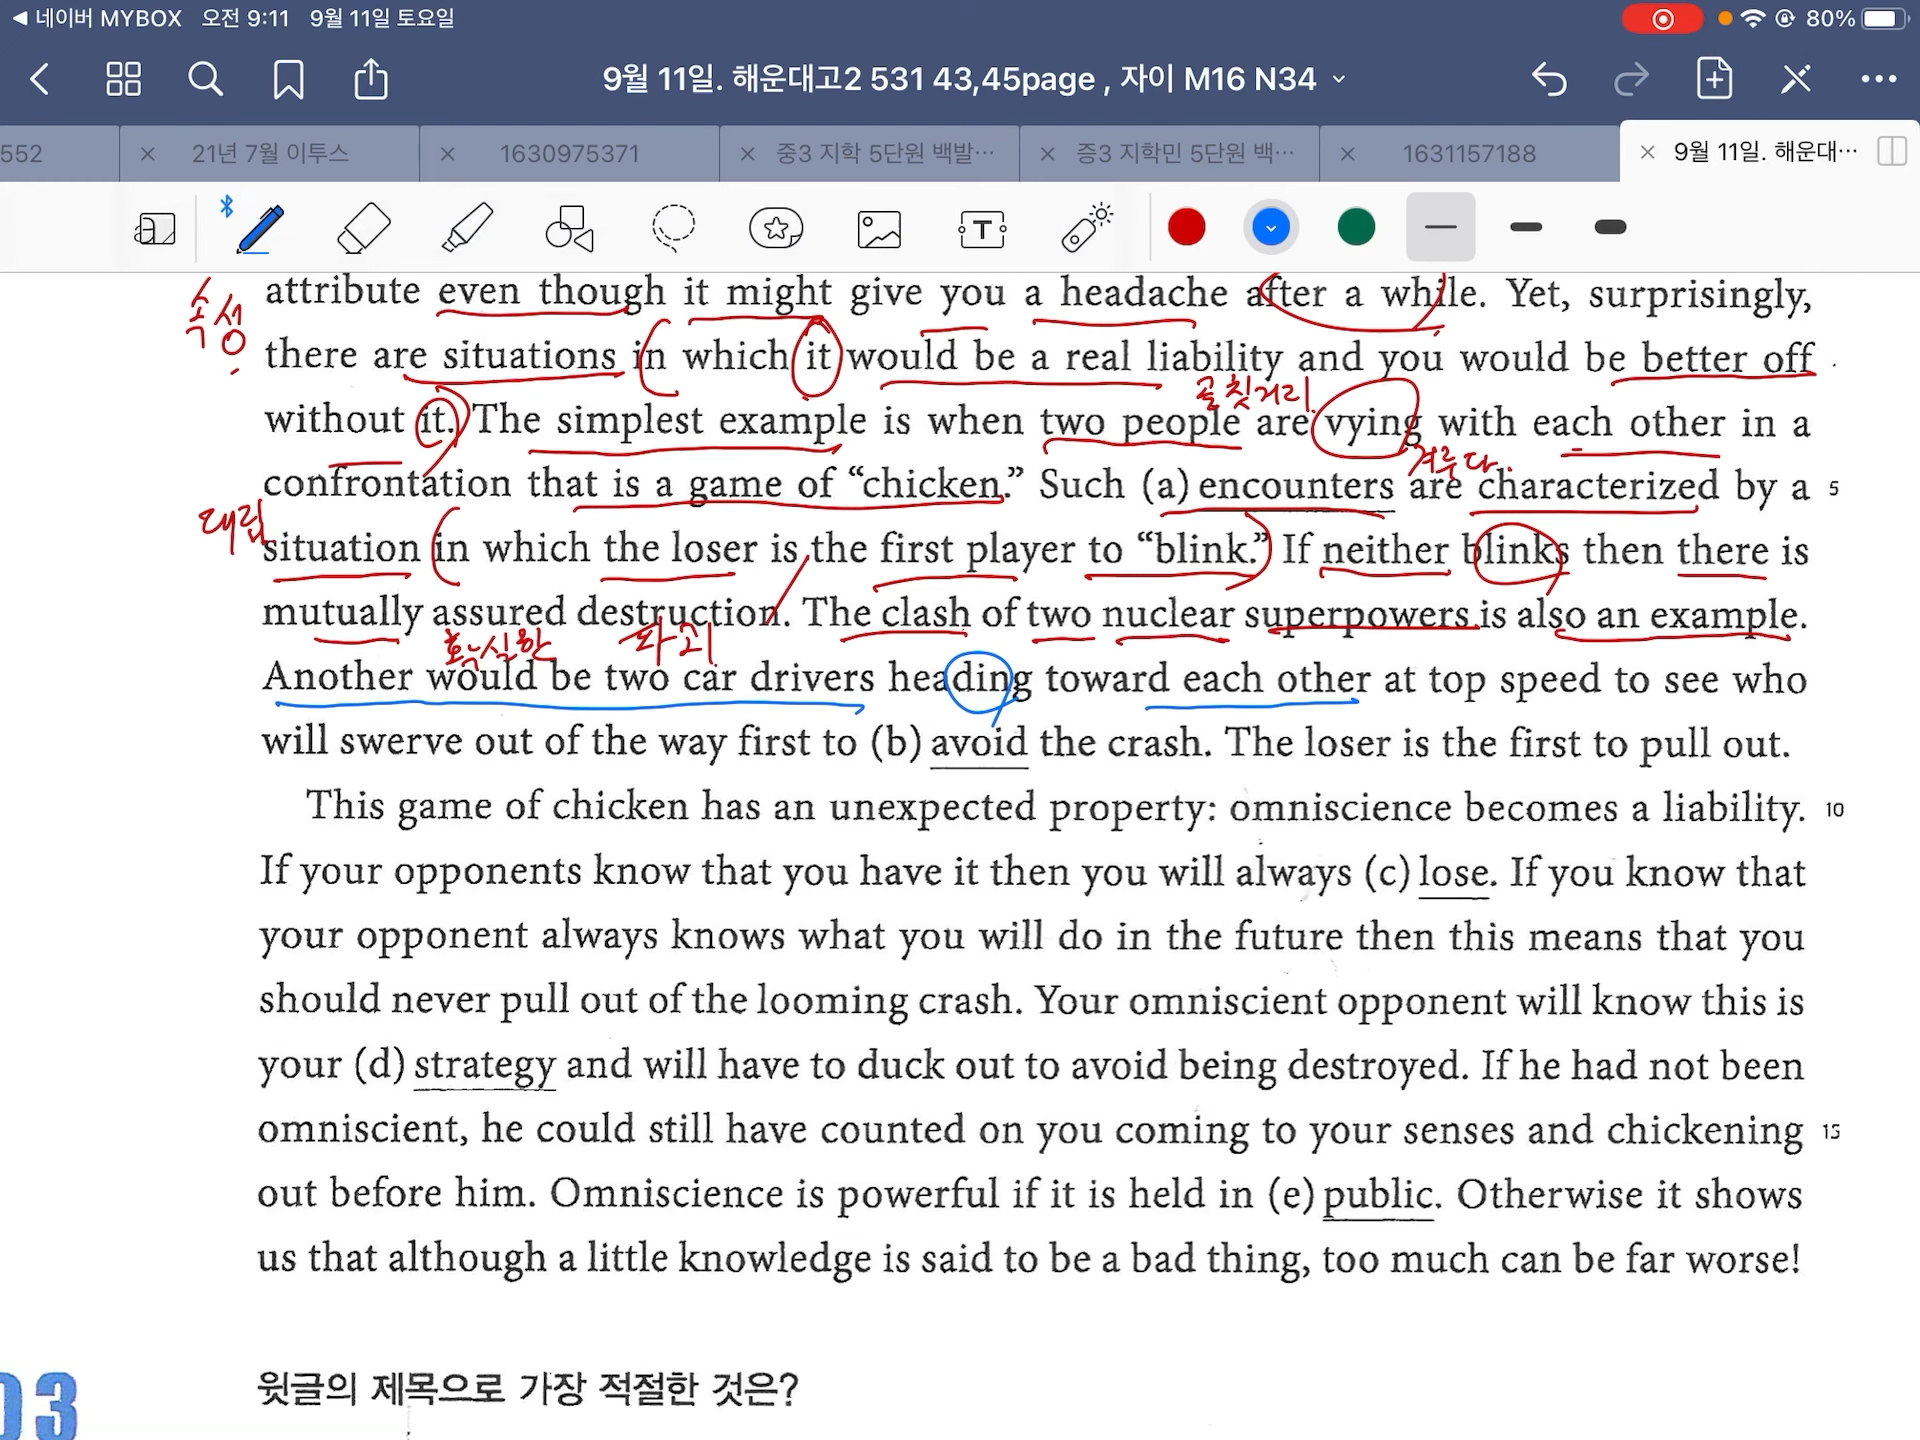 네이버 MYBOX 오전 9:11 9월 11일 토요일
80%
9월 11일. 해운대고2 531 43,45page , 자이 M16 N34
552
21년 7월 이투스
1630975371
중3 지학 5단원 백발…
증3 지학민 5단원 백…
1631157188
9월 11일. 해운대…
속성
attribute even though it might give you a headache after a while. Yet, surprisingly,
there are situations in which it would be a real liability and you would be better off
골칫거리
without it. The simplest example is when two people are vying with each other in a
겨루다.
confrontation that is a game of “chicken.” Such (a) encounters are characterized by a 5
대립
situation in which the loser is the first player to “blink.” If neither blinks then there is
mutually assured destruction. The clash of two nuclear superpowers is also an example.
확실한 파괴
Another would be two car drivers heading toward each other at top speed to see who
will swerve out of the way first to (b) avoid the crash. The loser is the first to pull out.
This game of chicken has an unexpected property: omniscience becomes a liability. 10
If your opponents know that you have it then you will always (c) lose. If you know that
your opponent always knows what you will do in the future then this means that you
should never pull out of the looming crash. Your omniscient opponent will know this is
your (d) strategy and will have to duck out to avoid being destroyed. If he had not been
omniscient, he could still have counted on you coming to your senses and chickening 15
out before him. Omniscience is powerful if it is held in (e) public. Otherwise it shows
us that although a little knowledge is said to be a bad thing, too much can be far worse!
03
윗글의 제목으로 가장 적절한 것은?